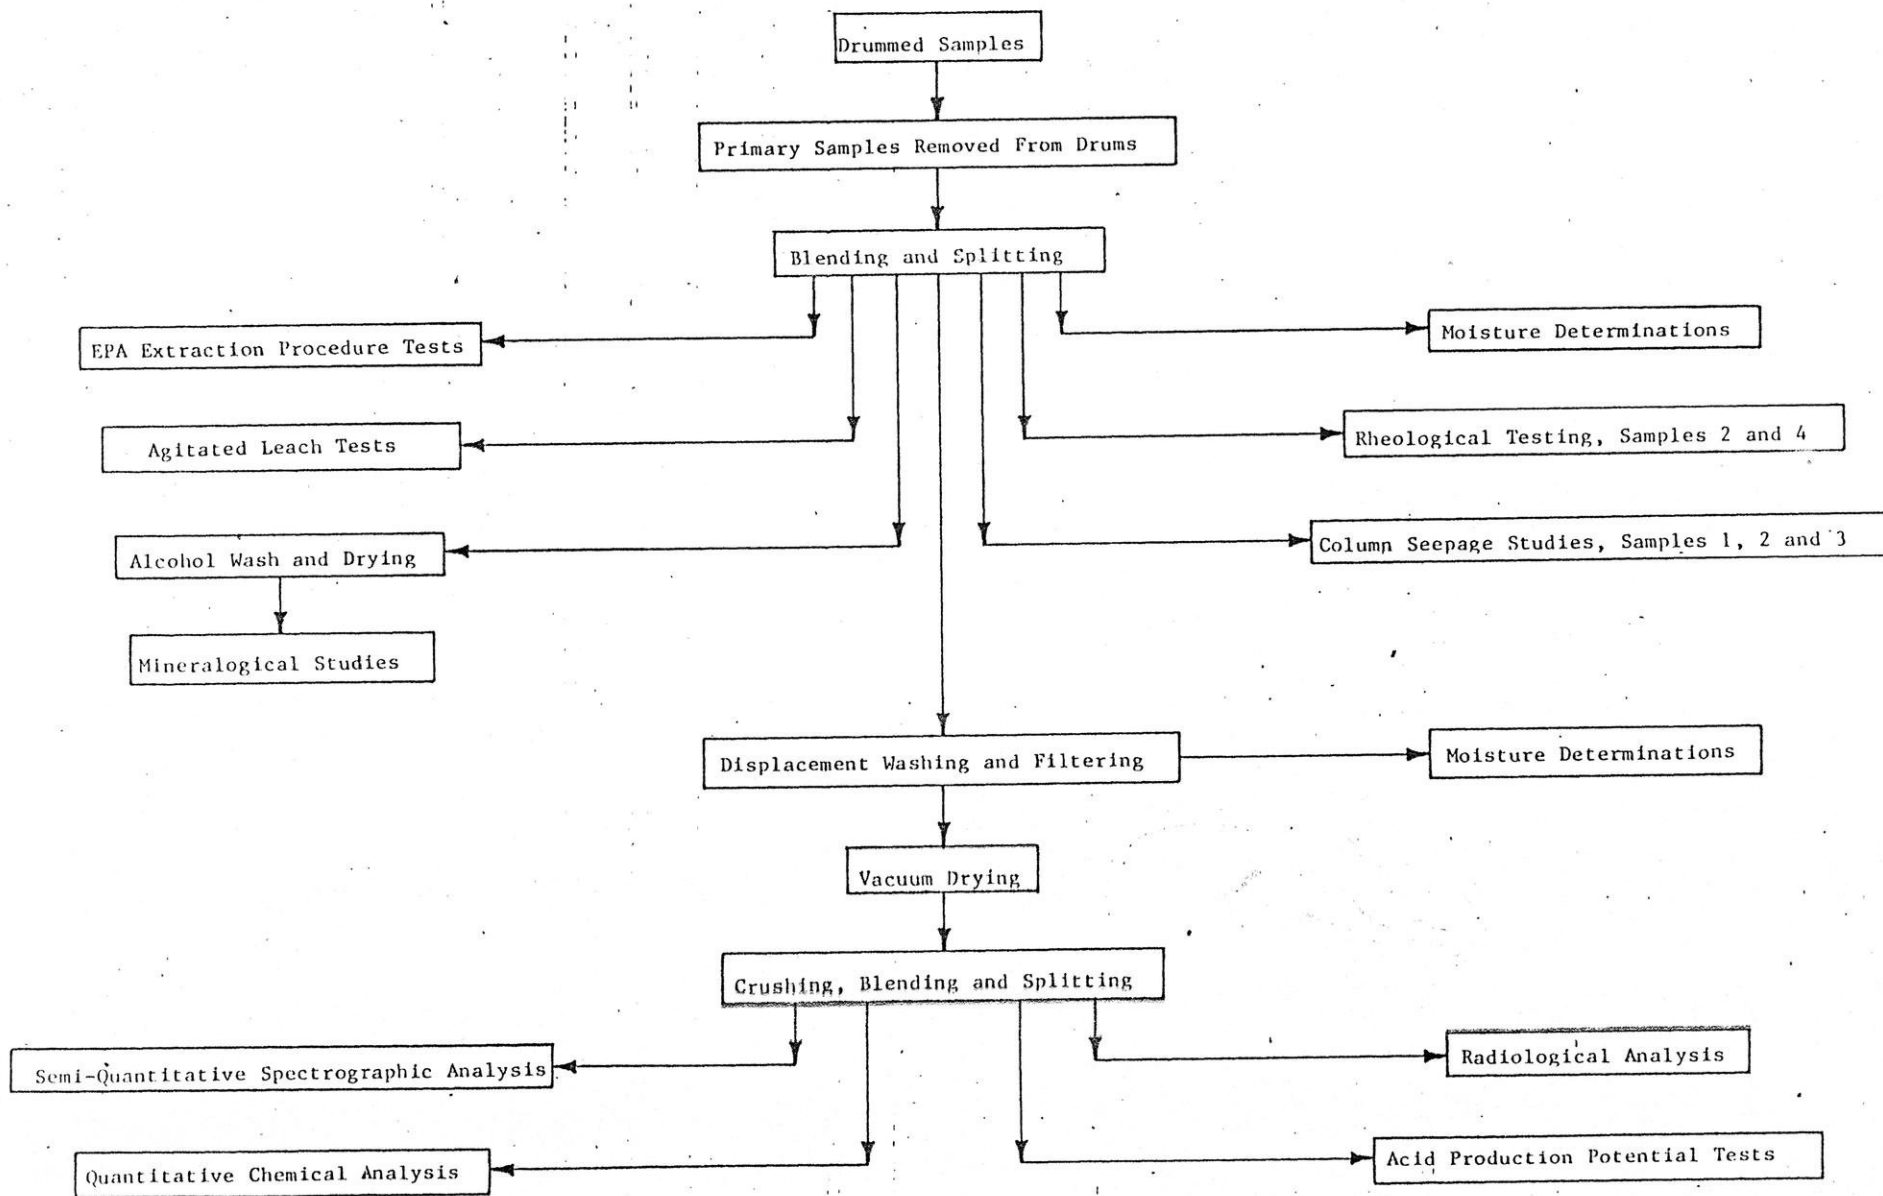 Drummed Samples
Primary Samples Removed From Drums
Blending and Splitting
EPA Extraction Procedure Tests
Moisture Determinations
Agitated Leach Tests
Rheological Testing, Samples 2 and 4
Alcohol Wash and Drying
Column Seepage Studies, Samples 1, 2 and 3
Mineralogical Studies
Displacement Washing and Filtering
Moisture Determinations
Vacuum Drying
Crushing, Blending and Splitting
Semi-Quantitative Spectrographic Analysis
Radiological Analysis
Quantitative Chemical Analysis
Acid Production Potential Tests